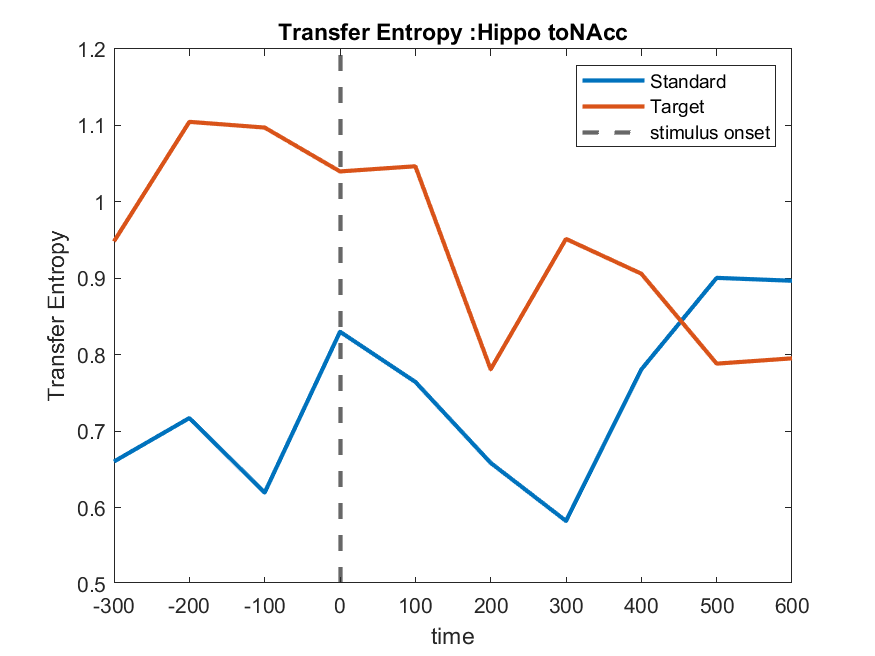 Transfer Entropy :Hippo toNAcc
Standard
Target
stimulus onset
Transfer Entropy
1.2
1.1
1
0.9
0.8
0.7
0.6
0.5
-300 -200 -100 0 100 200 300 400 500 600
time